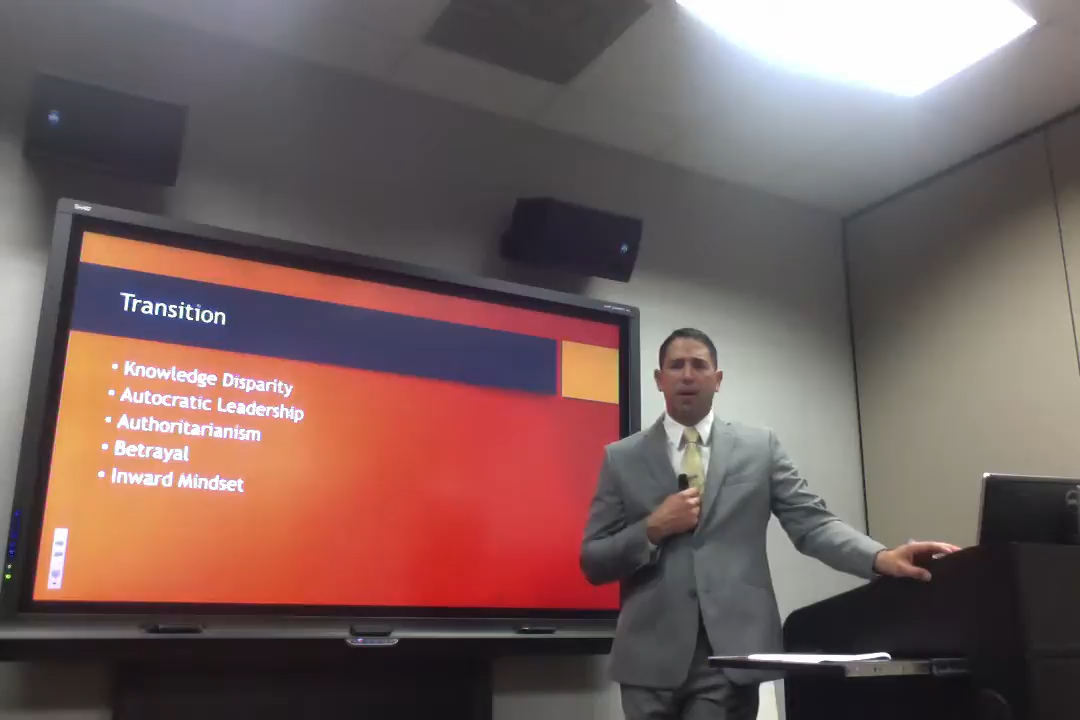 Transition
• Knowledge Disparity
• Autocratic Leadership
• Authoritarianism
• Betrayal
• Inward Mindset